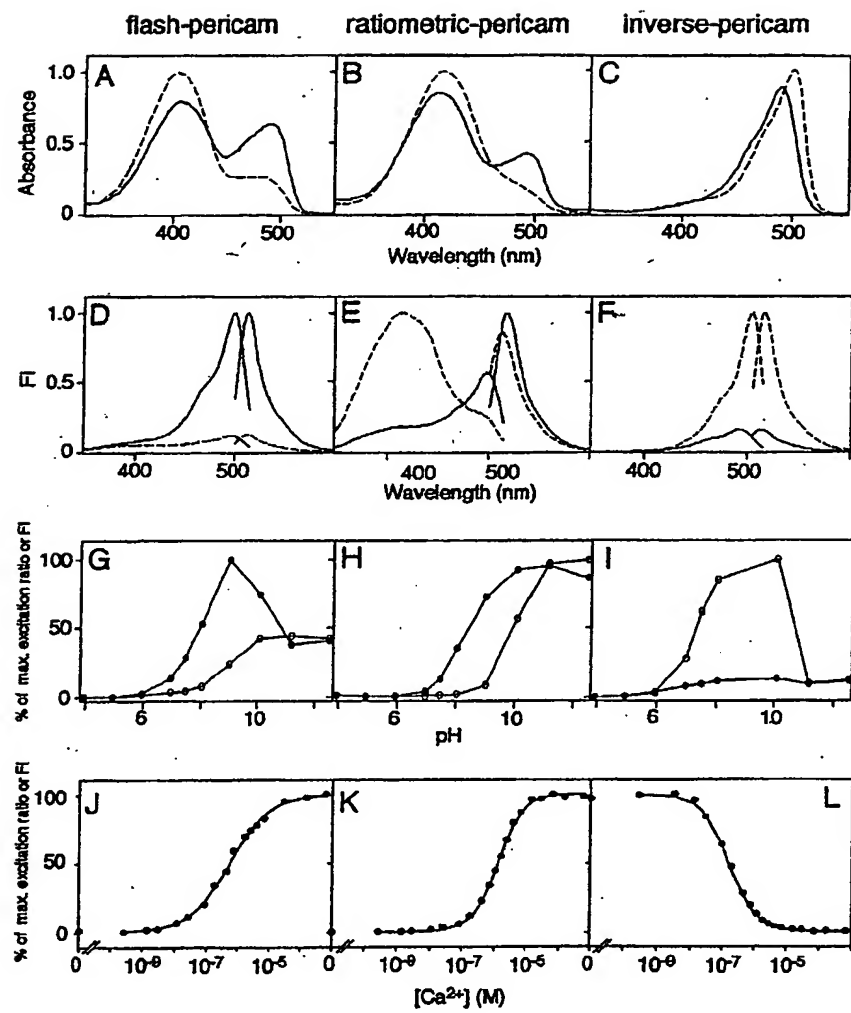 flash-pericam ratiometric-pericam inverse-pericam
A B C
Absorbance
1.0
0.5
0
400 500 400 500 400 500
Wavelength (nm)
D E F
FI
1.0
0.5
0
400 500 400 500 400 500
Wavelength (nm)
G H I
% of max. excitation ratio or FI
100
50
0
6 10 6 10 6 1.0
pH
J K L
% of max. excitation ratio or FI
100
50
0
0 10-9 10-7 10-5 0 10-9 10-7 10-5 0 10-9 10-7 10-5
[Ca2+] (M)